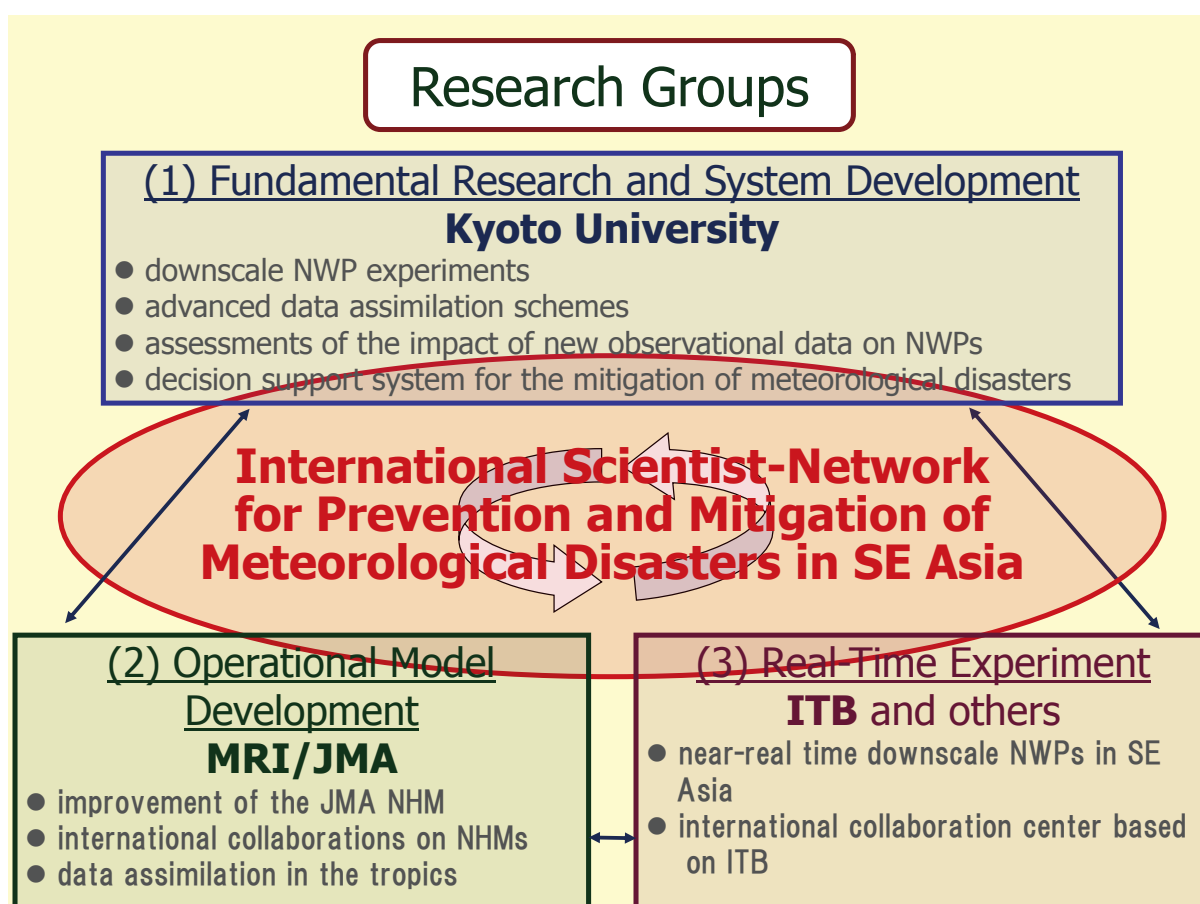 Research Groups
(1) Fundamental Research and System Development
Kyoto University
● downscale NWP experiments
● advanced data assimilation schemes
● assessments of the impact of new observational data on NWPs
● decision support system for the mitigation of meteorological disasters
International Scientist-Network
for Prevention and Mitigation of
Meteorological Disasters in SE Asia
(2) Operational Model
Development
MRI/JMA
● improvement of the JMA NHM
● international collaborations on NHMs
● data assimilation in the tropics
(3) Real-Time Experiment
ITB and others
● near-real time downscale NWPs in SE
Asia
● international collaboration center based
on ITB